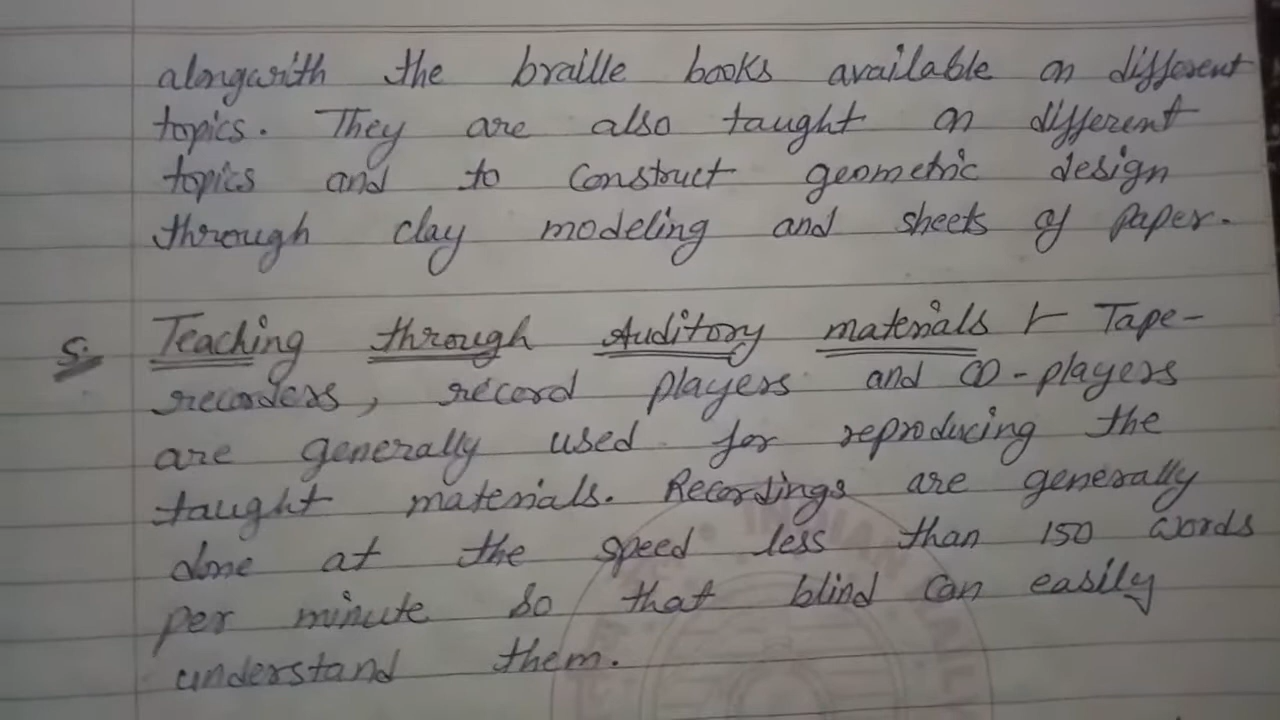 alongwith the braille books available on different
topics. They are also taught on different
topics and to construct geometric design
through clay modeling and sheets of paper.
5. Teaching through Auditory materials :- Tape-
recorders, record players and CD-players
are generally used for reproducing the
taught materials. Recordings are generally
done at the speed less than 150 words
per minute so that blind can easily
understand them.